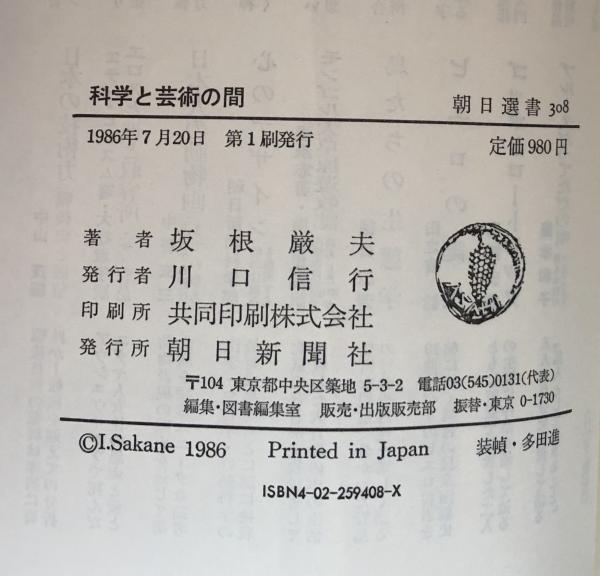 科学と芸術の間
朝日選書 308
1986年7月20日 第1刷発行
定価980円
著者 坂根厳夫
発行者 川口信行
印刷所 共同印刷株式会社
発行所 朝日新聞社
〒104 東京都中央区築地 5-3-2 電話03(545)0131(代表)
編集・図書編集室 販売・出版販売部 振替・東京 0-1730
©I.Sakane 1986 Printed in Japan 装幀・多田進
ISBN4-02-259408-X